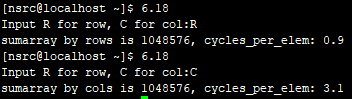 [nsrc@localhost ~]$ 6.18
Input R for row, C for col:R
sumarray by rows is 1048576, cycles_per_elem: 0.9
[nsrc@localhost ~]$ 6.18
Input R for row, C for col:C
sumarray by cols is 1048576, cycles_per_elem: 3.1